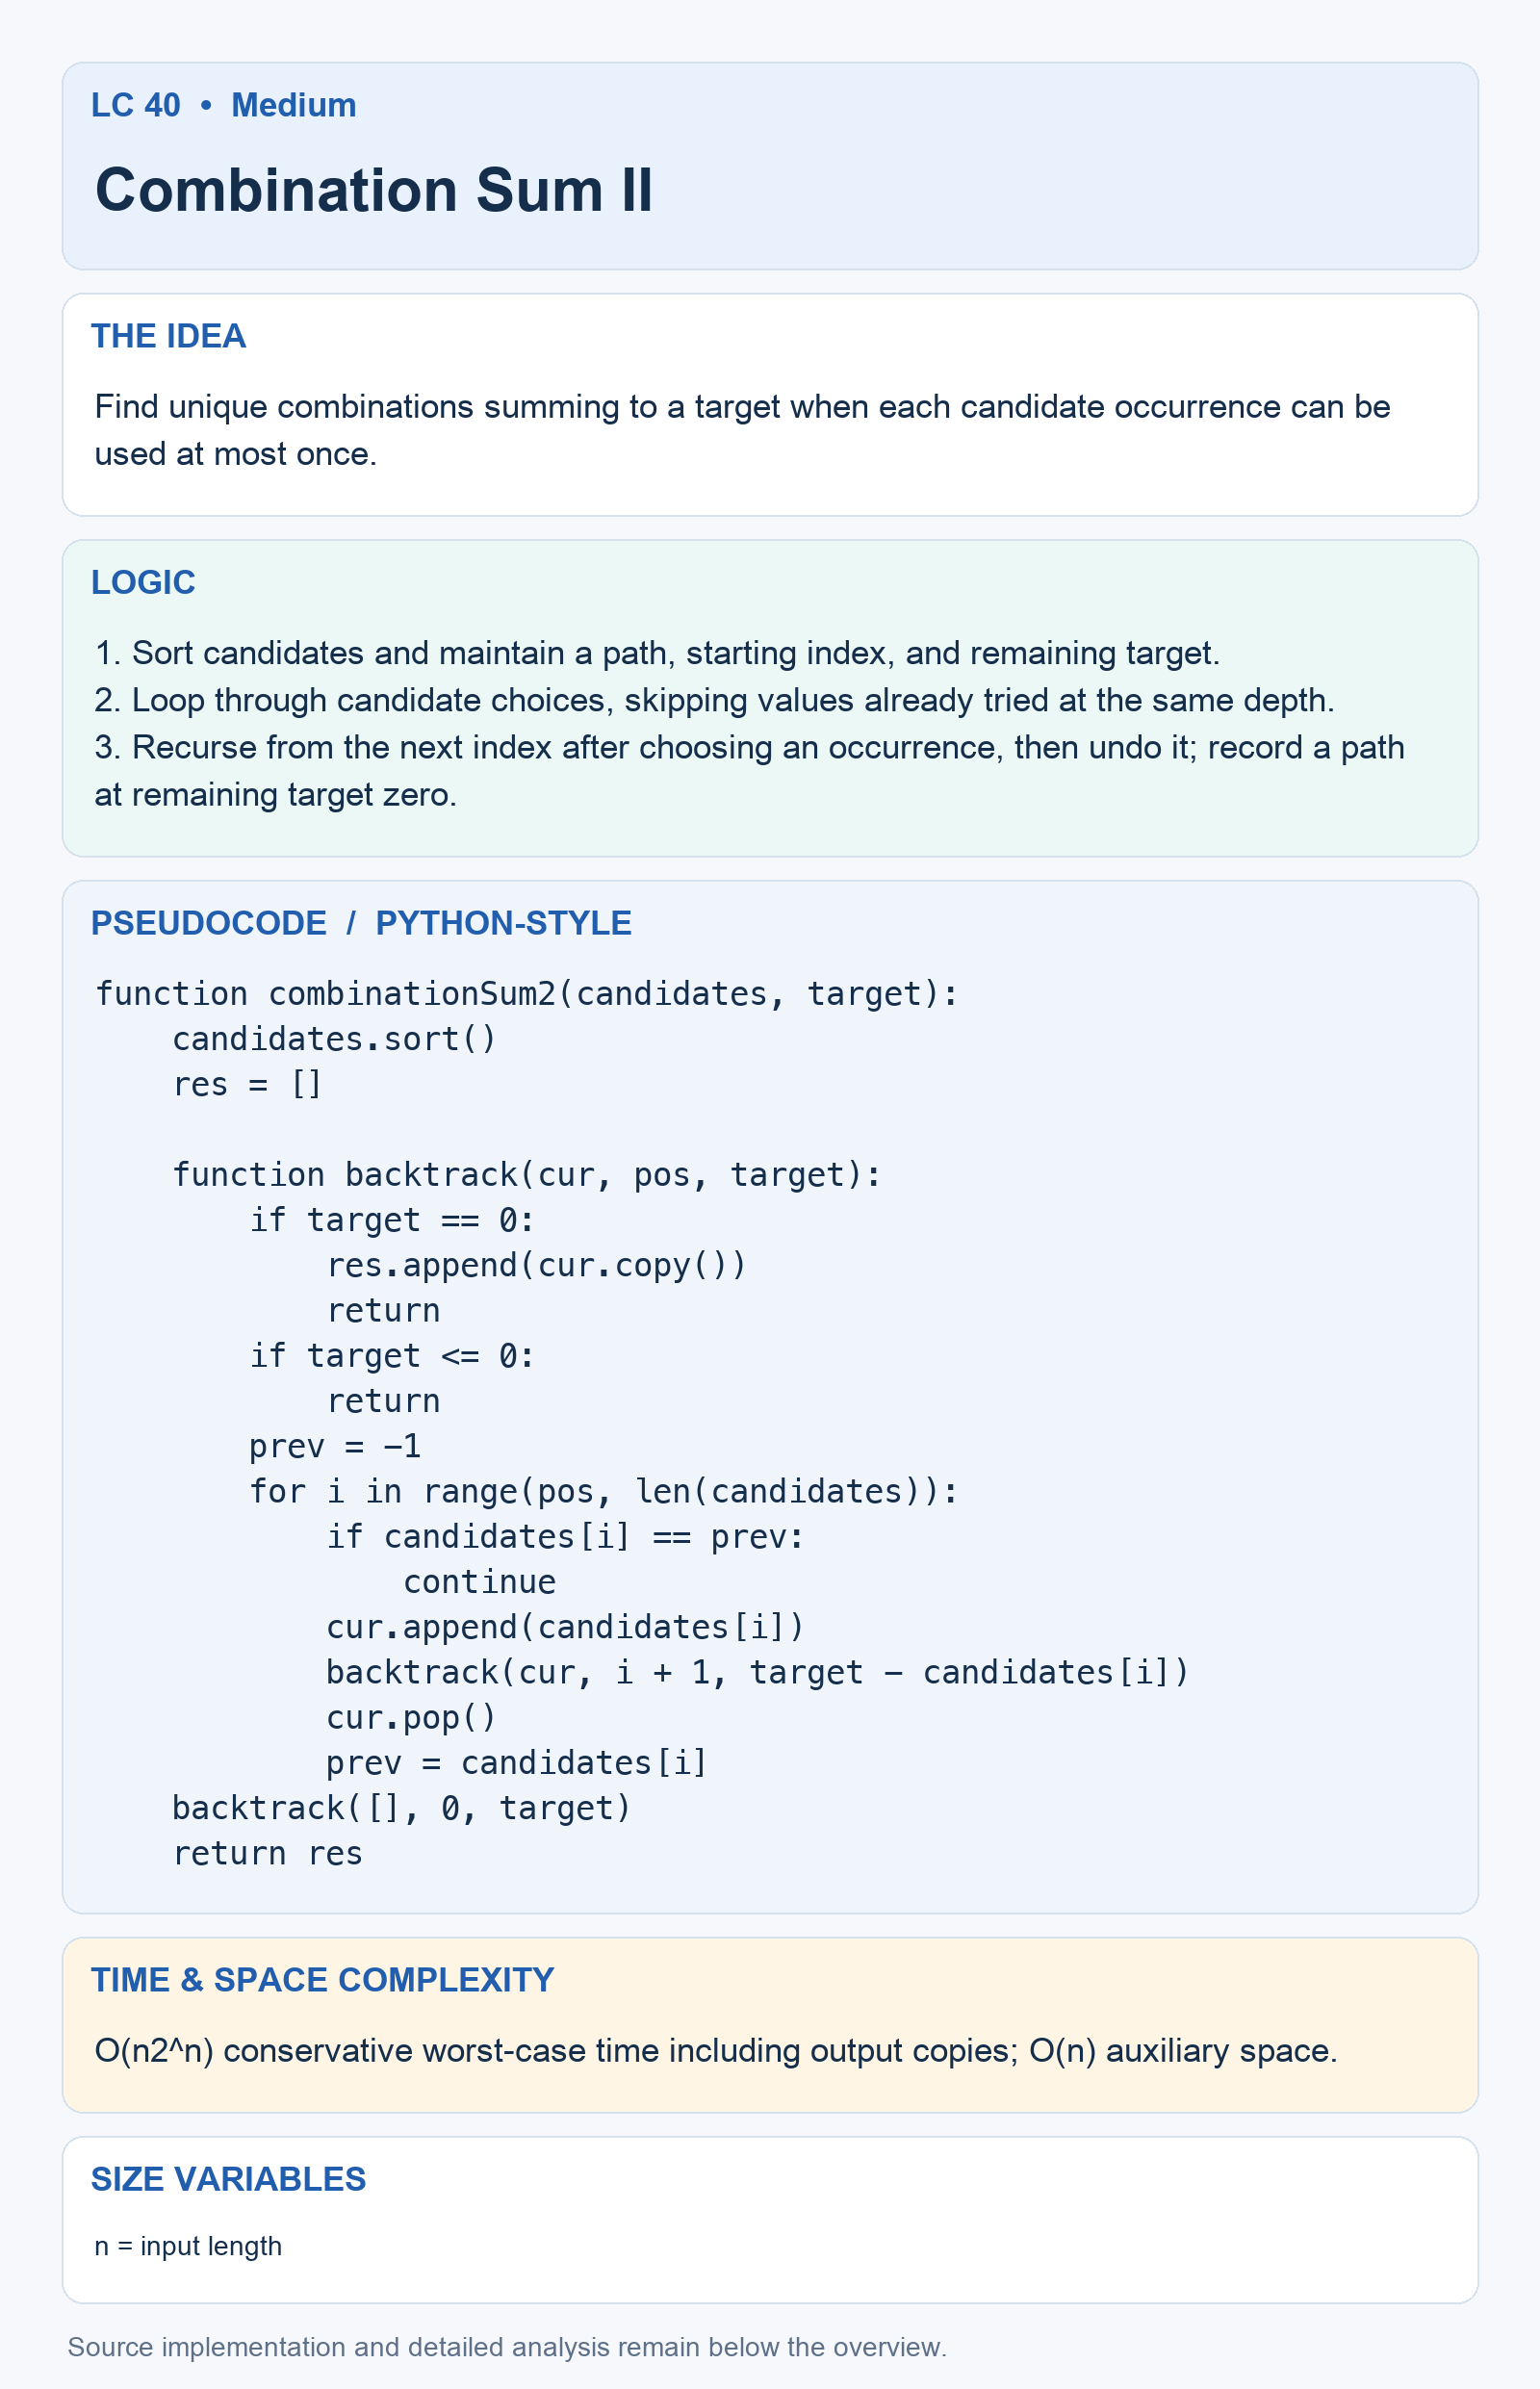 LC 40 • Medium
Combination Sum II
THE IDEA
Find unique combinations summing to a target when each candidate occurrence can be
used at most once.
LOGIC
1. Sort candidates and maintain a path, starting index, and remaining target.
2. Loop through candidate choices, skipping values already tried at the same depth.
3. Recurse from the next index after choosing an occurrence, then undo it; record a path
at remaining target zero.
PSEUDOCODE / PYTHON-STYLE
function combinationSum2(candidates, target):
    candidates.sort()
    res = []
    function backtrack(cur, pos, target):
        if target == 0:
            res.append(cur.copy())
            return
        if target <= 0:
            return
        prev = −1
        for i in range(pos, len(candidates)):
            if candidates[i] == prev:
                continue
            cur.append(candidates[i])
            backtrack(cur, i + 1, target − candidates[i])
            cur.pop()
            prev = candidates[i]
    backtrack([], 0, target)
    return res
TIME & SPACE COMPLEXITY
O(n2^n) conservative worst-case time including output copies; O(n) auxiliary space.
SIZE VARIABLES
n = input length
Source implementation and detailed analysis remain below the overview.